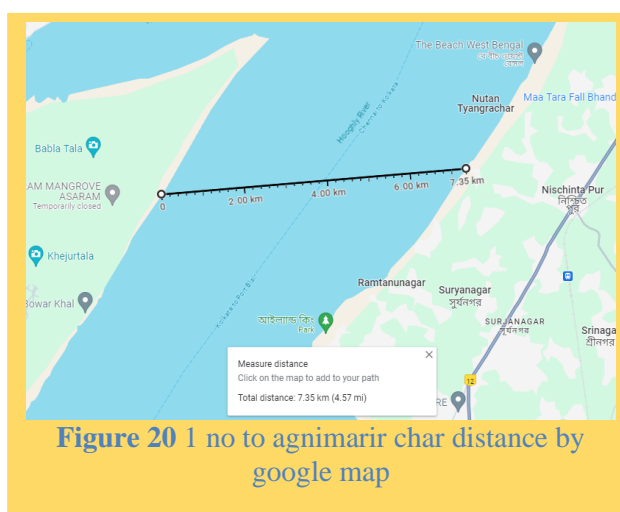 The Beach West Bengal
Nutan
Tyangrachar
Maa Tara Fall Bhand
Hooghly River
Babla Tala
AM MANGROVE
ASARAM
Temporarily closed
0
2.00 km
4.00 km
6.00 km
7.35 km
Nischinta Pur
নিশ্চিত
পুর
Khejurtala
Ramtanunagar
Suryanagar
সুর্যনগর
owar Khal
আইল্যান্ড কিং
Park
SURJANAGAR
সুর্যনগর
Srinaga
শ্রীনগর
12
RE
Measure distance
Click on the map to add to your path
Total distance: 7.35 km (4.57 mi)
Figure 20 1 no to agnimarir char distance by
google map